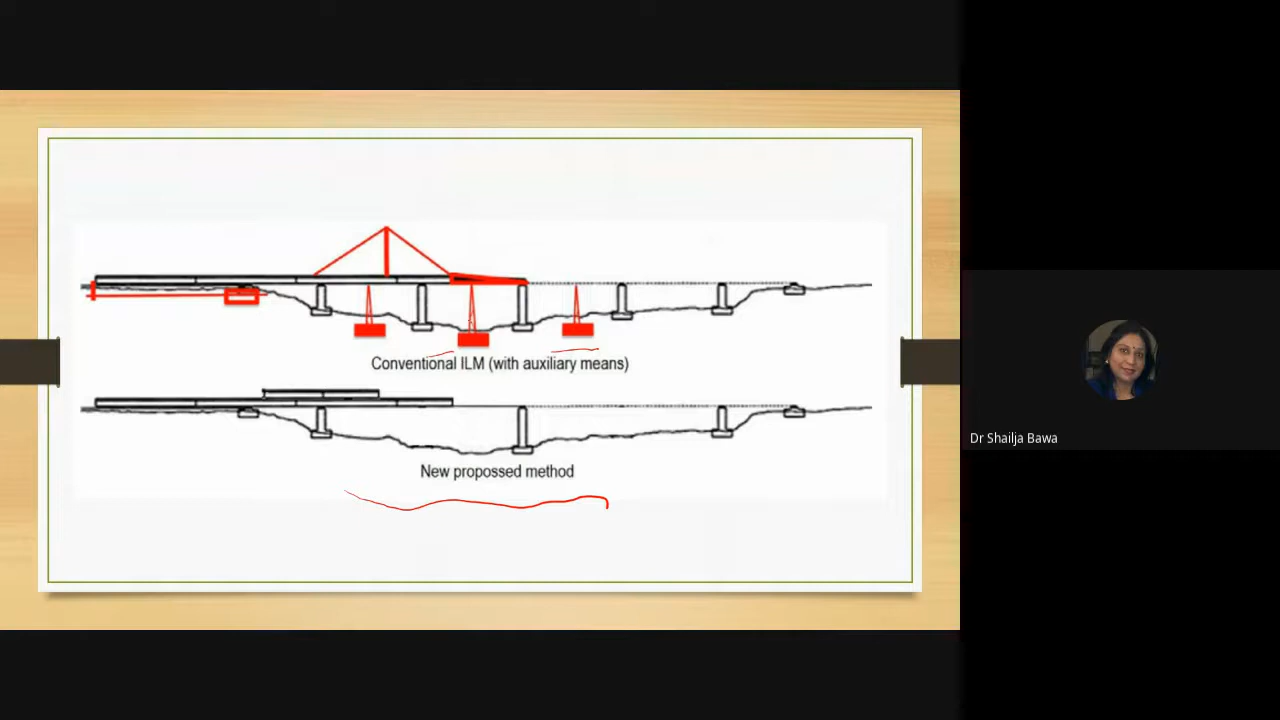 Conventional ILM (with auxiliary means)
New propossed method
Dr Shailja Bawa